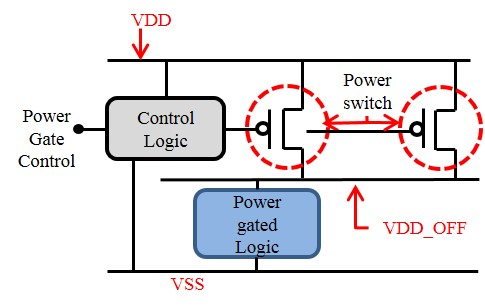 VDD
Power
Gate
Control
Control
Logic
Power
switch
Power
gated
Logic
VDD_OFF
VSS